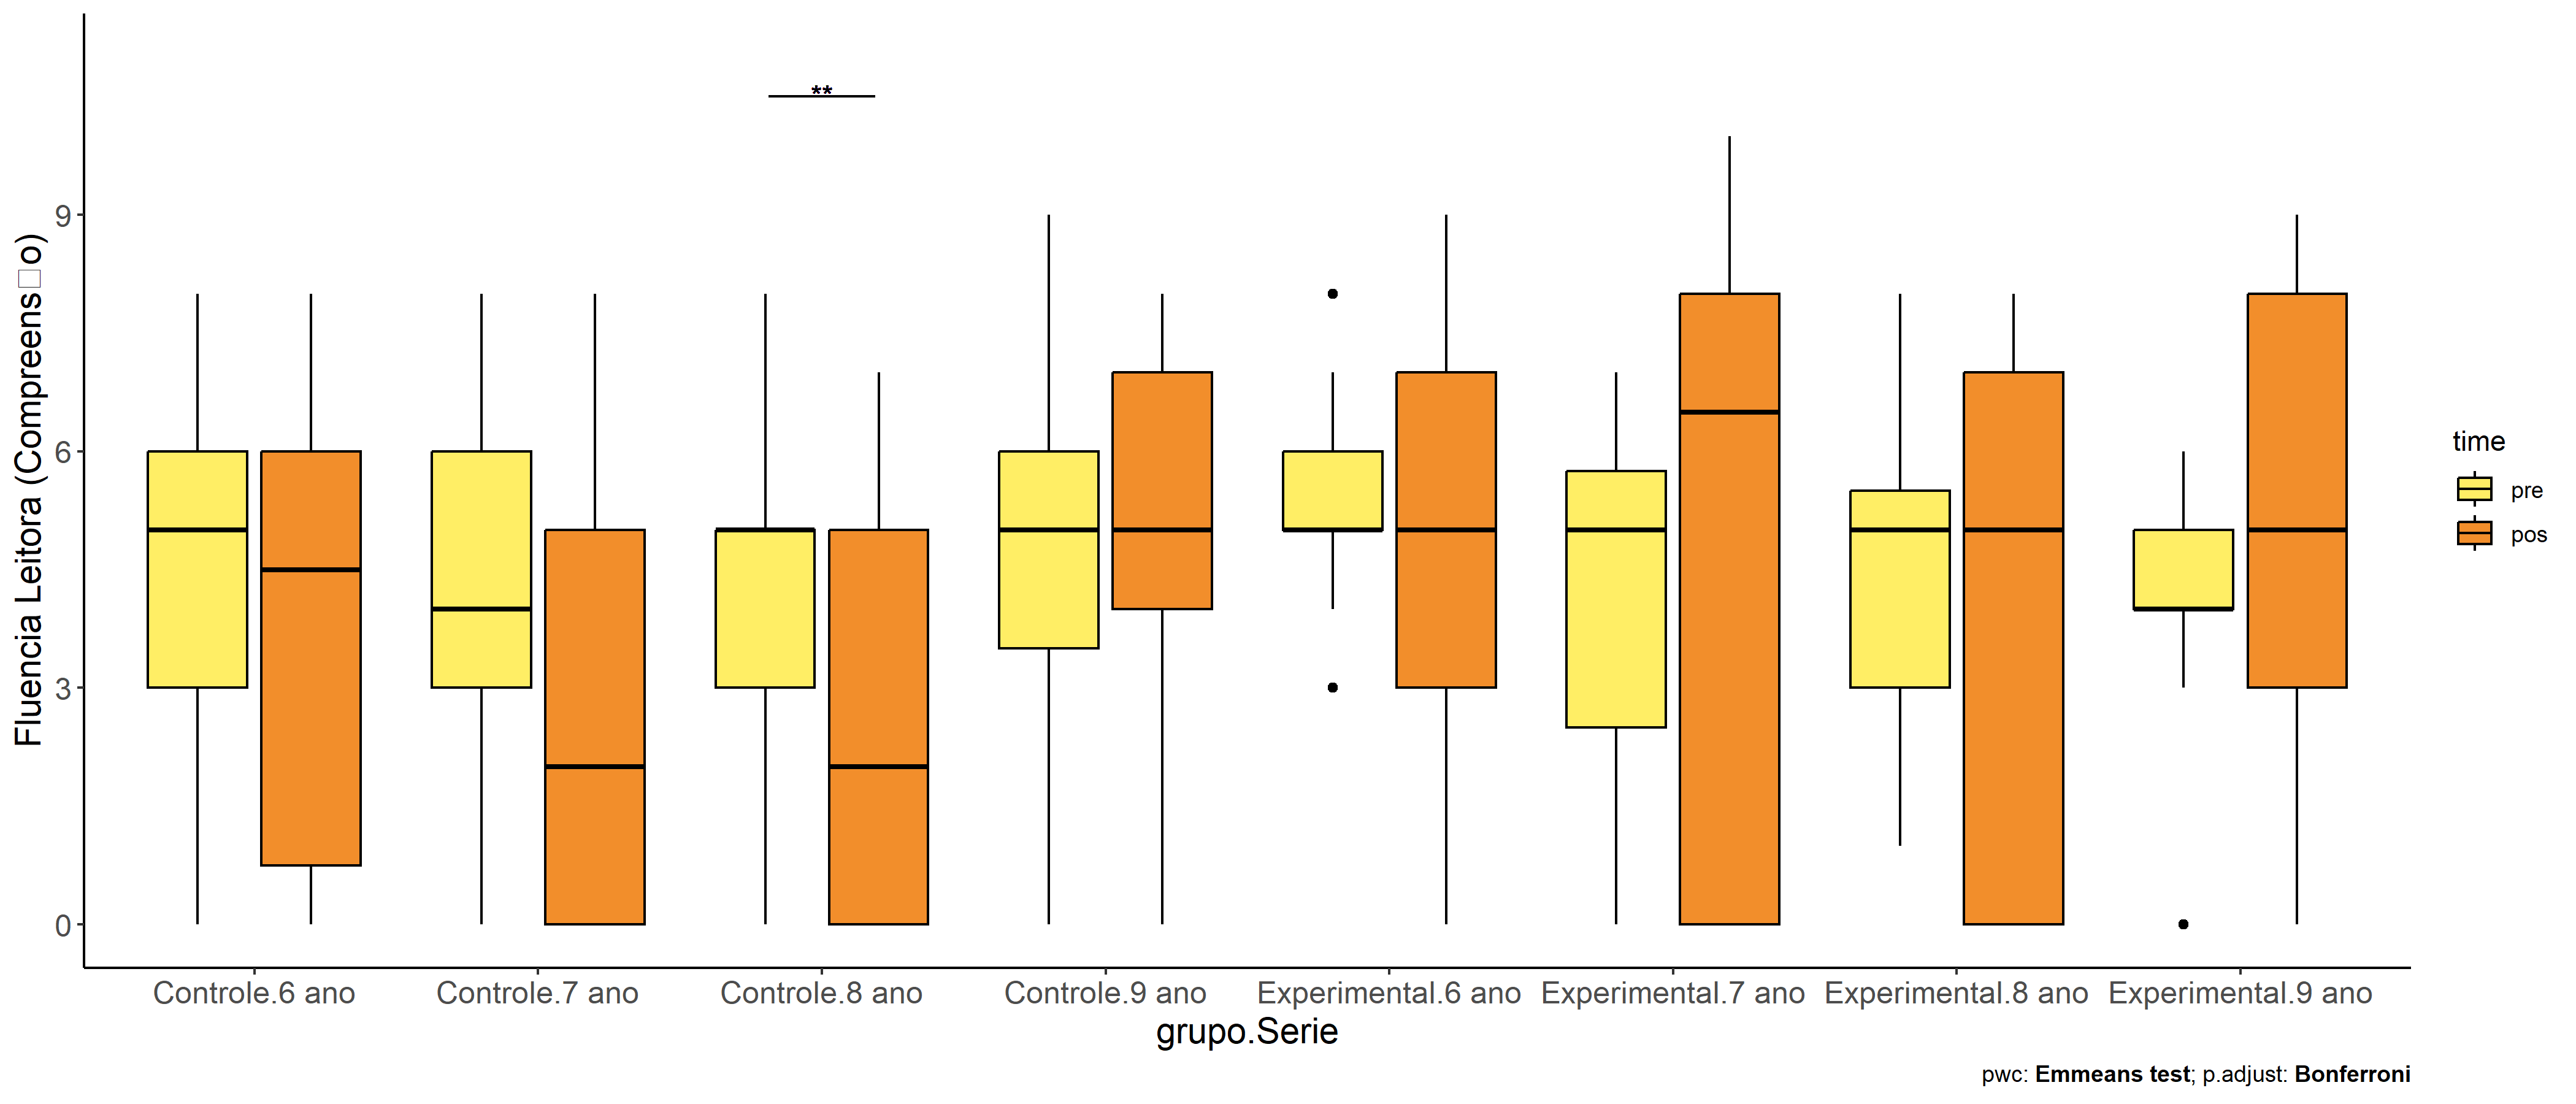 **
9
6
3
0
Fluencia Leitora (Compreens□o)
Controle.6 ano Controle.7 ano Controle.8 ano Controle.9 ano Experimental.6 ano Experimental.7 ano Experimental.8 ano Experimental.9 ano
grupo.Serie
time
pre
pos
pwc: Emmeans test; p.adjust: Bonferroni